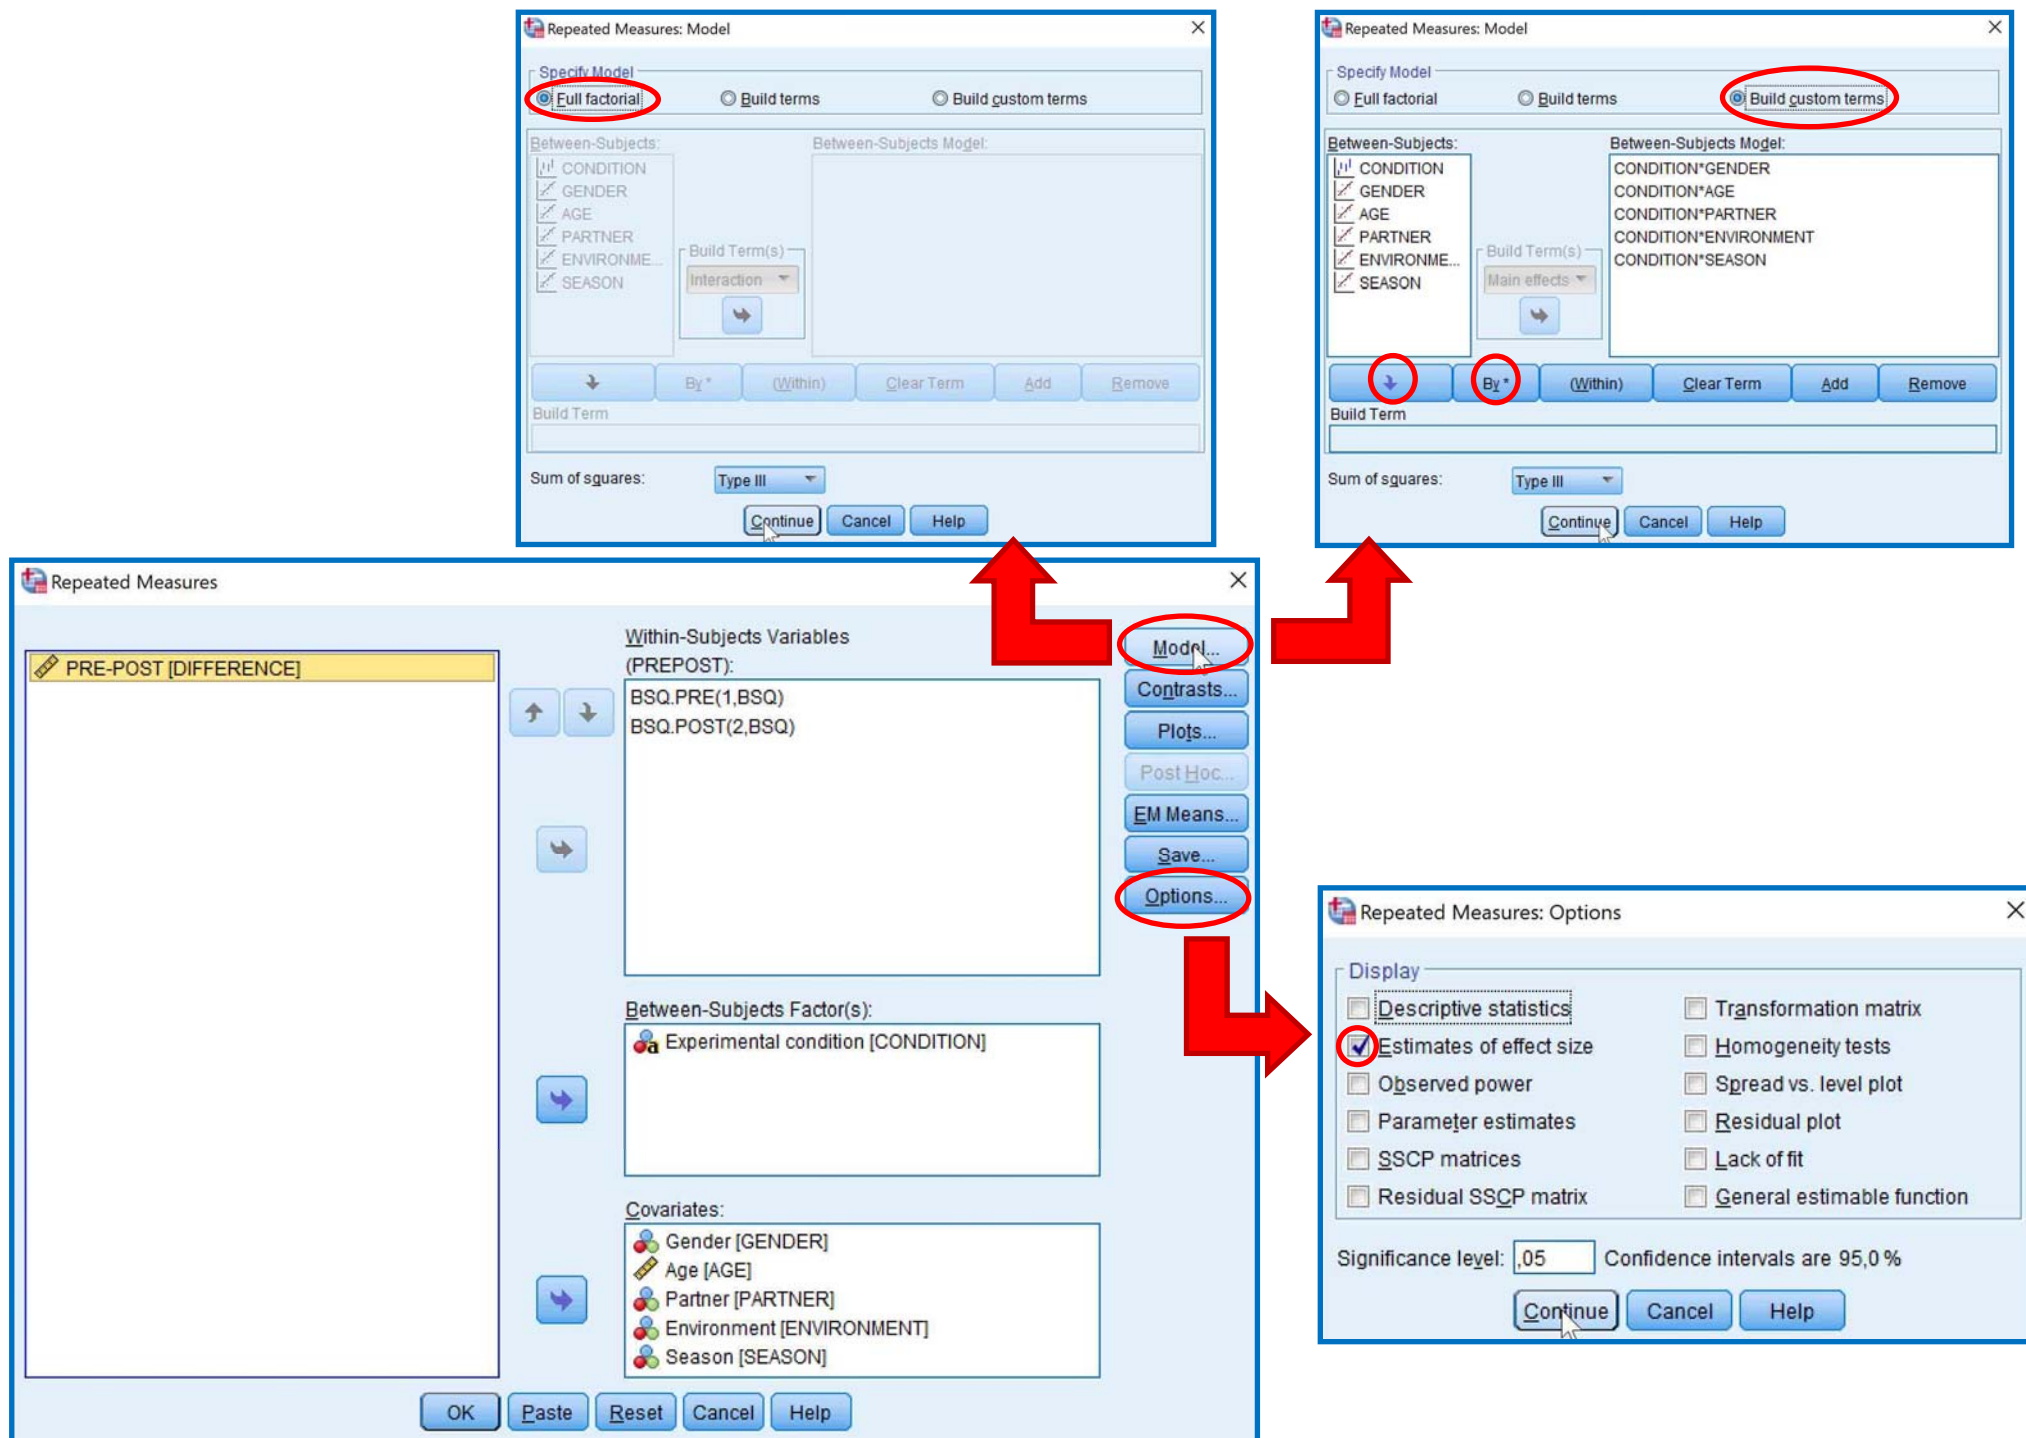 Repeated Measures: Model
Specify Model
Full factorial
Build terms
Build custom terms
Between-Subjects:
Between-Subjects Model:
CONDITION
GENDER
AGE
PARTNER
ENVIRONME...
SEASON
Build Term(s)
Interaction
By *
(Within)
Clear Term
Add
Remove
Build Term
Sum of squares:
Type III
Continue
Cancel
Help
Repeated Measures: Model
Specify Model
Full factorial
Build terms
Build custom terms
Between-Subjects:
Between-Subjects Model:
CONDITION
GENDER
AGE
PARTNER
ENVIRONME...
SEASON
Build Term(s)
Main effects
CONDITION*GENDER
CONDITION*AGE
CONDITION*PARTNER
CONDITION*ENVIRONMENT
CONDITION*SEASON
By *
(Within)
Clear Term
Add
Remove
Build Term
Sum of squares:
Type III
Continue
Cancel
Help
Repeated Measures
PRE-POST [DIFFERENCE]
Within-Subjects Variables
(PREPOST):
BSQ.PRE(1,BSQ)
BSQ.POST(2,BSQ)
Between-Subjects Factor(s):
Experimental condition [CONDITION]
Covariates:
Gender [GENDER]
Age [AGE]
Partner [PARTNER]
Environment [ENVIRONMENT]
Season [SEASON]
Model...
Contrasts...
Plots...
Post Hoc...
EM Means...
Save...
Options...
OK
Paste
Reset
Cancel
Help
Repeated Measures: Options
Display
Descriptive statistics
Transformation matrix
Estimates of effect size
Homogeneity tests
Observed power
Spread vs. level plot
Parameter estimates
Residual plot
SSCP matrices
Lack of fit
Residual SSCP matrix
General estimable function
Significance level: ,05 Confidence intervals are 95,0 %
Continue
Cancel
Help